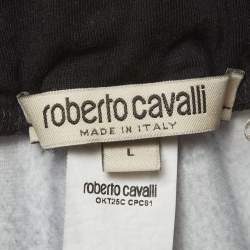 roberto cavalli
MADE IN ITALY
L
roberto cavalli
OKT25C CPC81